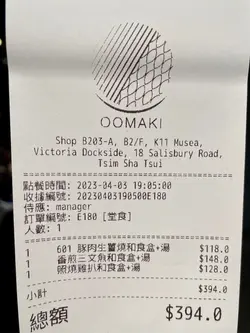 OOMAKI
Shop B203-A, B2/F, K11 Musea,
Victoria Dockside, 18 Salisbury Road,
Tsim Sha Tsui
點餐時間: 2023-04-03 19:05:00
收據編號: 20230403190500E180
侍應: manager
訂單編號: E180 [堂食]
人數: 1
1 601 豚肉生薑燒和食盒+湯 $118.0
1 番煎三文魚和食盒+湯 $148.0
1 照燒雞扒和食盒+湯 $128.0
小計 $394.0
總額 $394.0